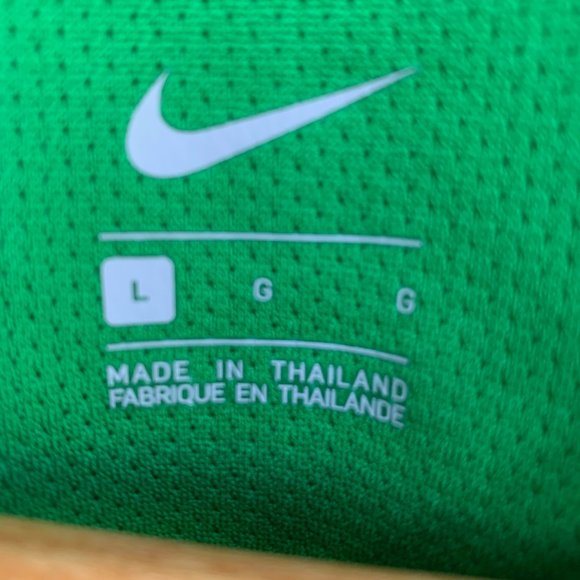 L G G
MADE IN THAILAND
FABRIQUE EN THAILANDE